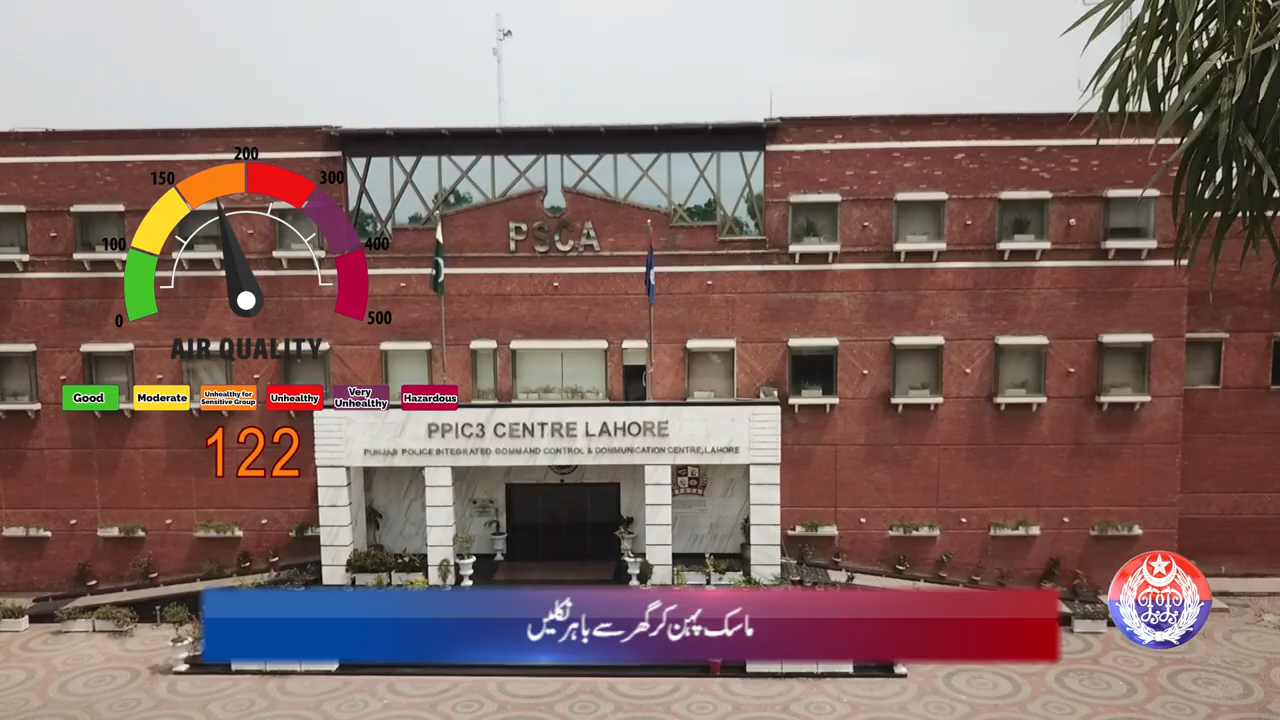 PSCA
200
150
300
100
400
0
500
AIR QUALITY
Good
Moderate
Unhealthy for
Sensitive Group
Unhealthy
Very
Unhealthy
Hazardous
122
PPIC3 CENTRE LAHORE
PUNJAB POLICE INTEGRATED COMMAND CONTROL & COMMUNICATION CENTRE, LAHORE
ماسک پہن کر گھر سے باہر نکلیں